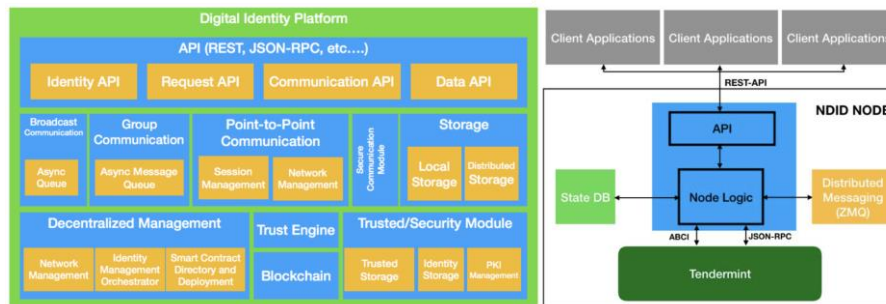 Digital Identity Platform
API (REST, JSON-RPC, etc....)
Identity API
Request API
Communication API
Data API
Broadcast
Communication
Async
Queue
Group
Communication
Async Message
Queue
Point-to-Point
Communication
Session
Management
Network
Management
Secure
Communication
Module
Storage
Local
Storage
Distributed
Storage
Decentralized Management
Network
Management
Identity
Management
Orchestrator
Smart Contract
Directory and
Deployment
Trust Engine
Blockchain
Trusted/Security Module
Trusted
Storage
Identity
Storage
PKI
Management
Client Applications
Client Applications
Client Applications
REST-API
NDID NODE
API
State DB
Node Logic
Distributed
Messaging
(ZMQ)
ABCI
JSON-RPC
Tendermint